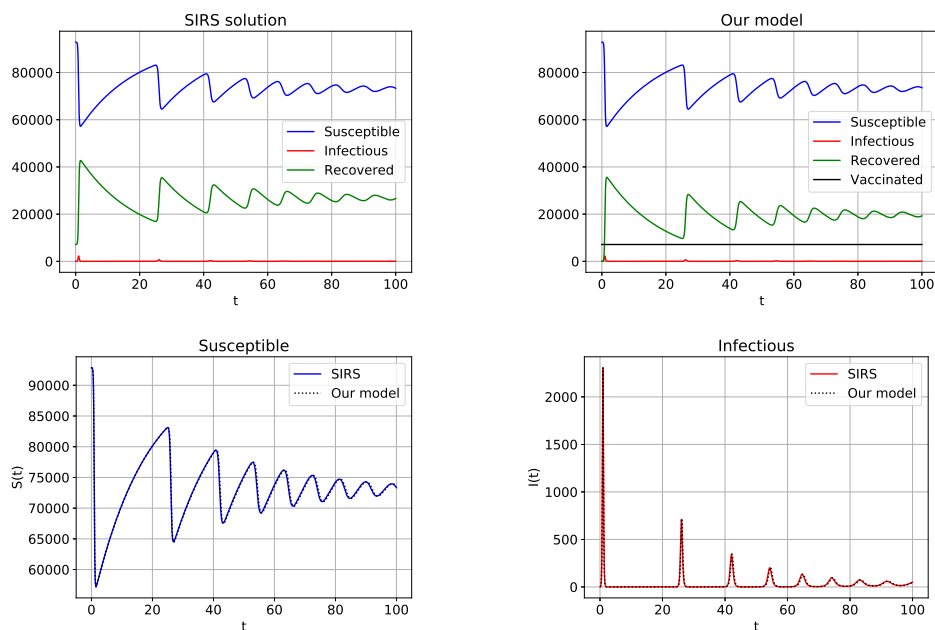 SIRS solution
80000
60000
40000
20000
0
0 20 40 60 80 100
t
Susceptible
Infectious
Recovered
Our model
80000
60000
40000
20000
0
0 20 40 60 80 100
t
Susceptible
Infectious
Recovered
Vaccinated
Susceptible
S(t)
90000
85000
80000
75000
70000
65000
60000
0 20 40 60 80 100
t
SIRS
Our model
Infectious
I(t)
2000
1500
1000
500
0
0 20 40 60 80 100
t
SIRS
Our model